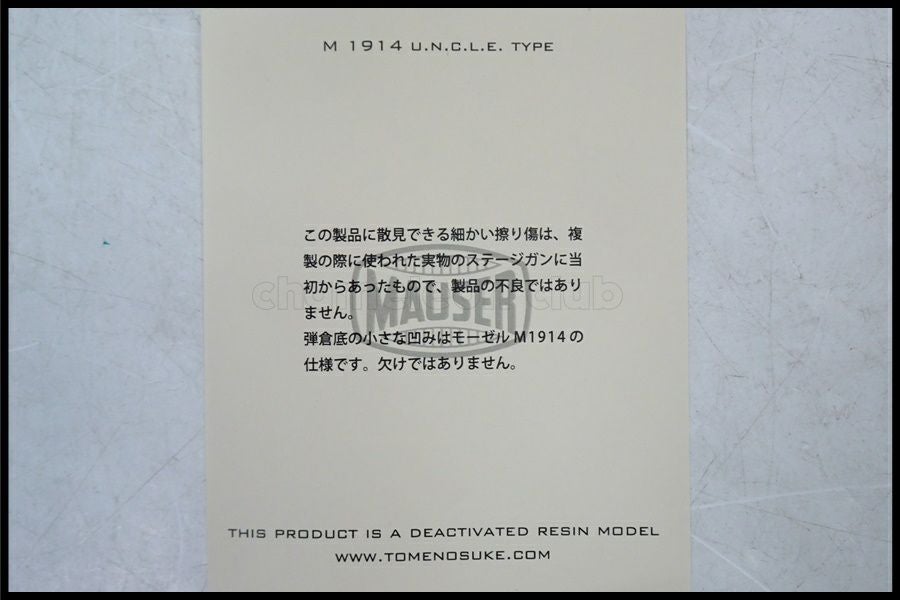 M 1914 U.N.C.L.E. TYPE
この製品に散見できる細かい擦り傷は、複
製の際に使われた実物のステージガンに当
初からあったもので、製品の不良ではあり
ません。
MAUSER
弾倉底の小さな凹みはモーゼル M1914 の
仕様です。欠けではありません。
THIS PRODUCT IS A DEACTIVATED RESIN MODEL
WWW.TOMENOSUKE.COM